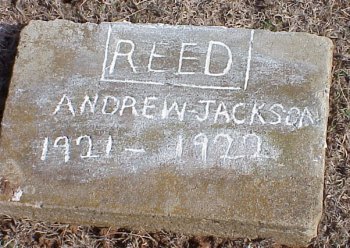 REED
ANDREW JACKSON
1921 - 1922